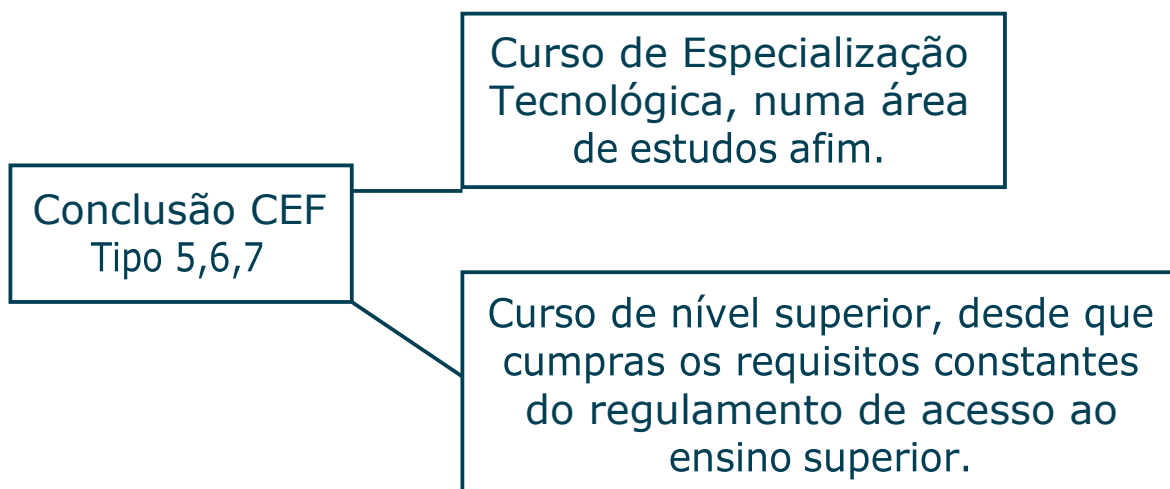 Curso de Especialização
Tecnológica, numa área
de estudos afim.
Conclusão CEF
Tipo 5,6,7
Curso de nível superior, desde que
cumpras os requisitos constantes
do regulamento de acesso ao
ensino superior.